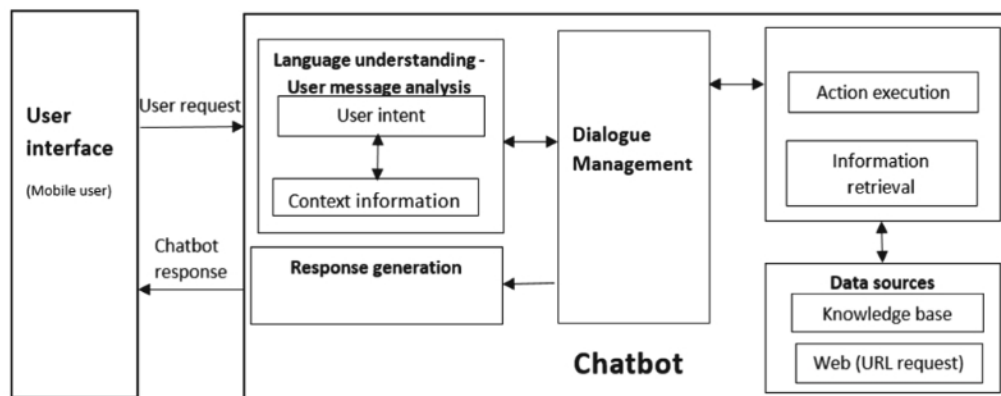 User
interface
(Mobile user)
User request
Chatbot
response
Language understanding -
User message analysis
User intent
Context information
Response generation
Dialogue
Management
Action execution
Information
retrieval
Data sources
Knowledge base
Web (URL request)
Chatbot